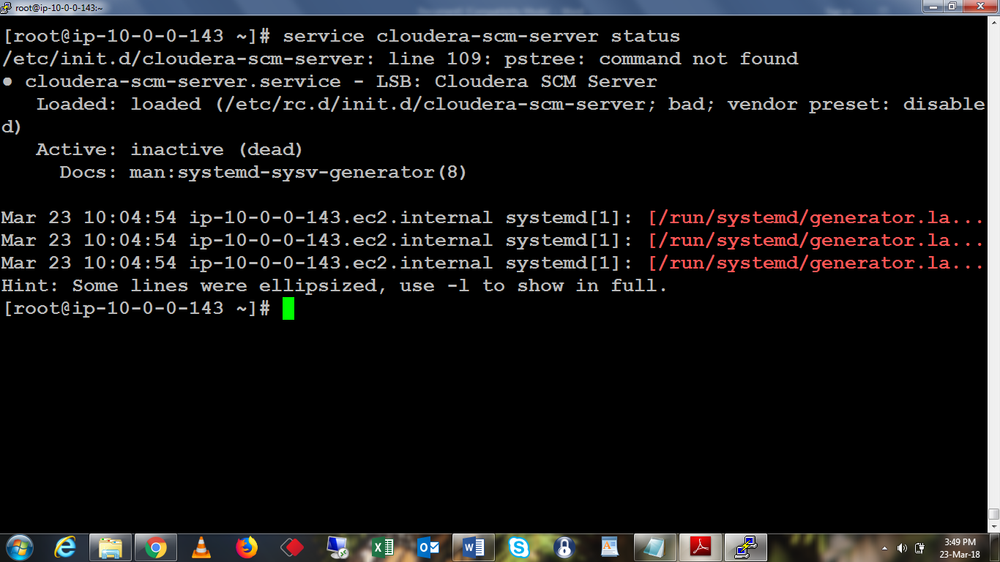 root@ip-10-0-0-143:~
[root@ip-10-0-0-143 ~]# service cloudera-scm-server status
/etc/init.d/cloudera-scm-server: line 109: pstree: command not found
● cloudera-scm-server.service - LSB: Cloudera SCM Server
   Loaded: loaded (/etc/rc.d/init.d/cloudera-scm-server; bad; vendor preset: disable
d)
   Active: inactive (dead)
     Docs: man:systemd-sysv-generator(8)
Mar 23 10:04:54 ip-10-0-0-143.ec2.internal systemd[1]: [/run/systemd/generator.la...
Mar 23 10:04:54 ip-10-0-0-143.ec2.internal systemd[1]: [/run/systemd/generator.la...
Mar 23 10:04:54 ip-10-0-0-143.ec2.internal systemd[1]: [/run/systemd/generator.la...
Hint: Some lines were ellipsized, use -l to show in full.
[root@ip-10-0-0-143 ~]#
3:49 PM
23-Mar-18